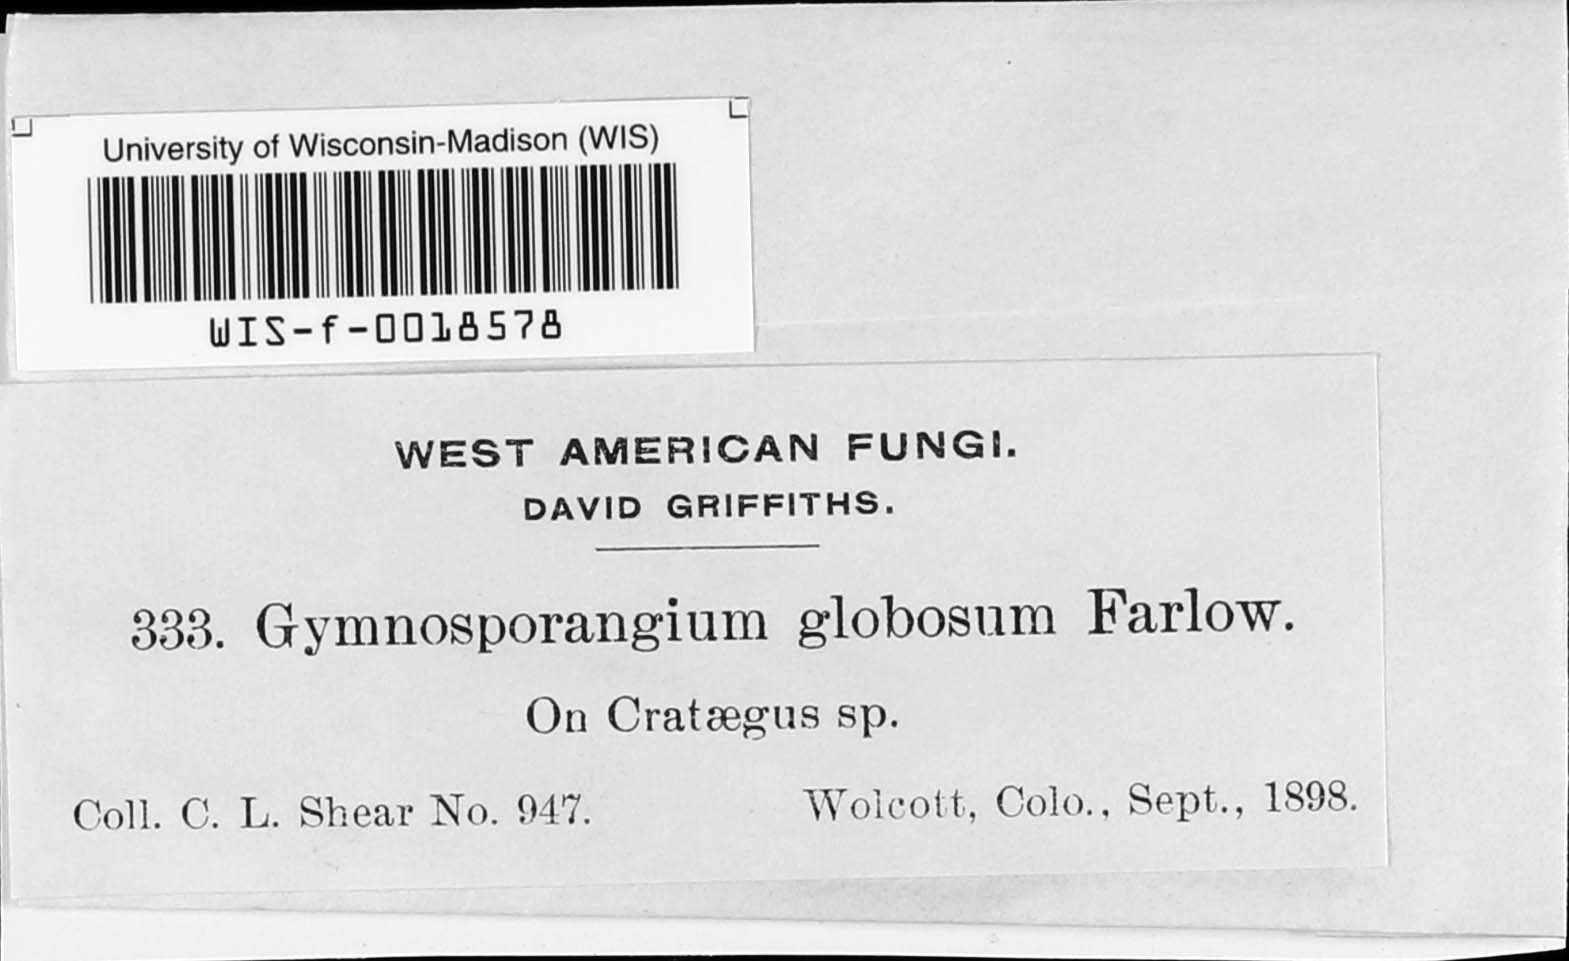 University of Wisconsin-Madison (WIS)
WIS-f-0018578
WEST AMERICAN FUNGI.
DAVID GRIFFITHS.
333. Gymnosporangium globosum Farlow.
On Cratægus sp.
Coll. C. L. Shear No. 947. Wolcott, Colo., Sept., 1898.